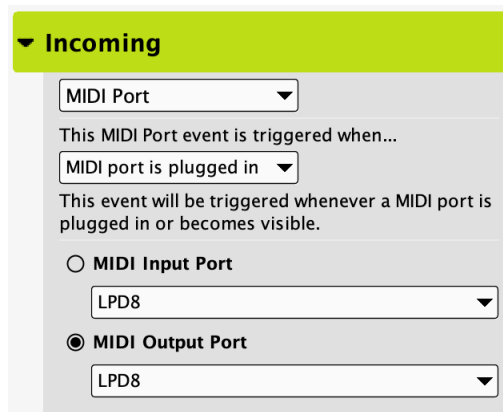 Incoming
MIDI Port
This MIDI Port event is triggered when...
MIDI port is plugged in
This event will be triggered whenever a MIDI port is
plugged in or becomes visible.
MIDI Input Port
LPD8
MIDI Output Port
LPD8